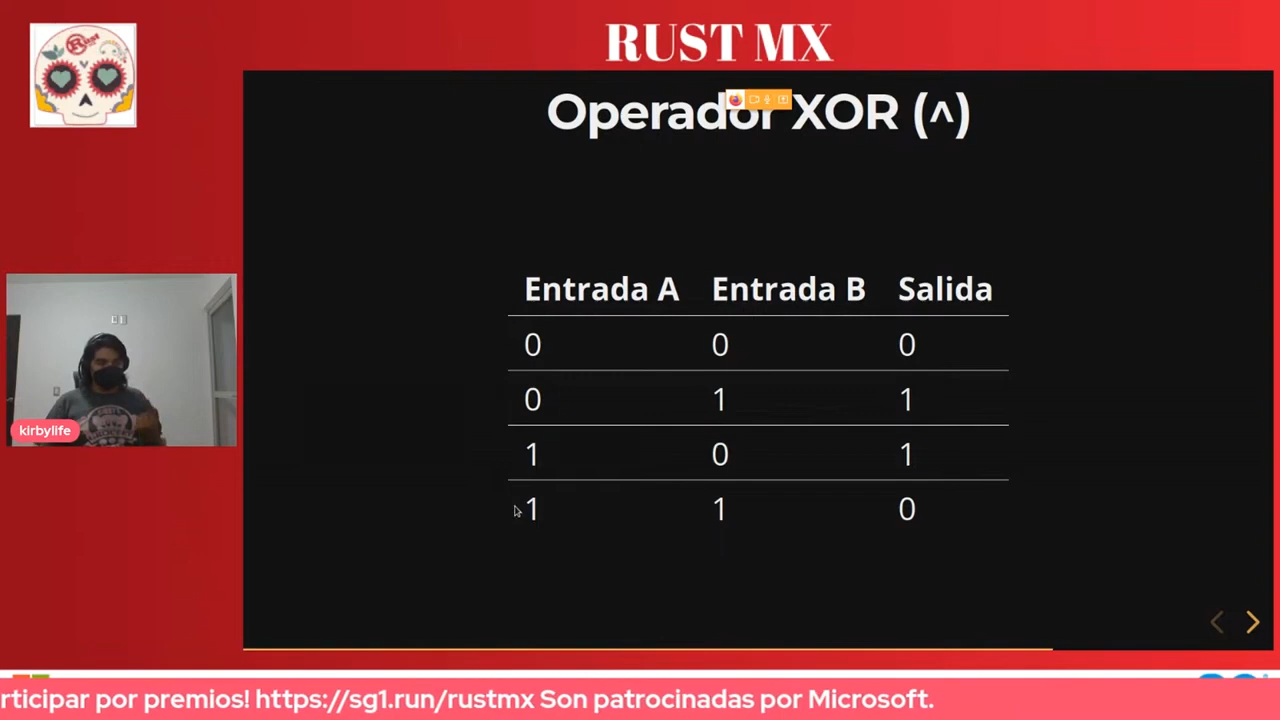 RUST MX
Rust
Operador XOR (^)
Entrada A Entrada B Salida
0 0 0
0 1 1
1 0 1
1 1 0
kirbylife
rticipar por premios! https://sg1.run/rustmx Son patrocinadas por Microsoft.